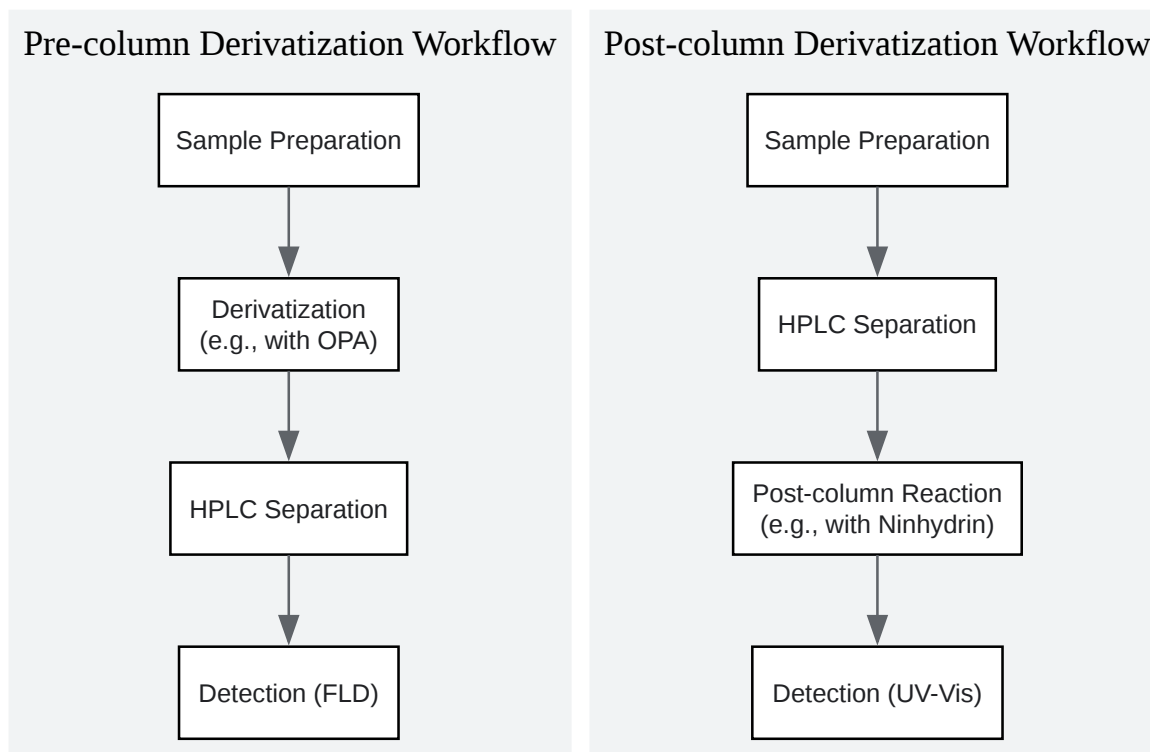 Pre-column Derivatization Workflow
Sample Preparation
Derivatization
(e.g., with OPA)
HPLC Separation
Detection (FLD)
Post-column Derivatization Workflow
Sample Preparation
HPLC Separation
Post-column Reaction
(e.g., with Ninhydrin)
Detection (UV-Vis)